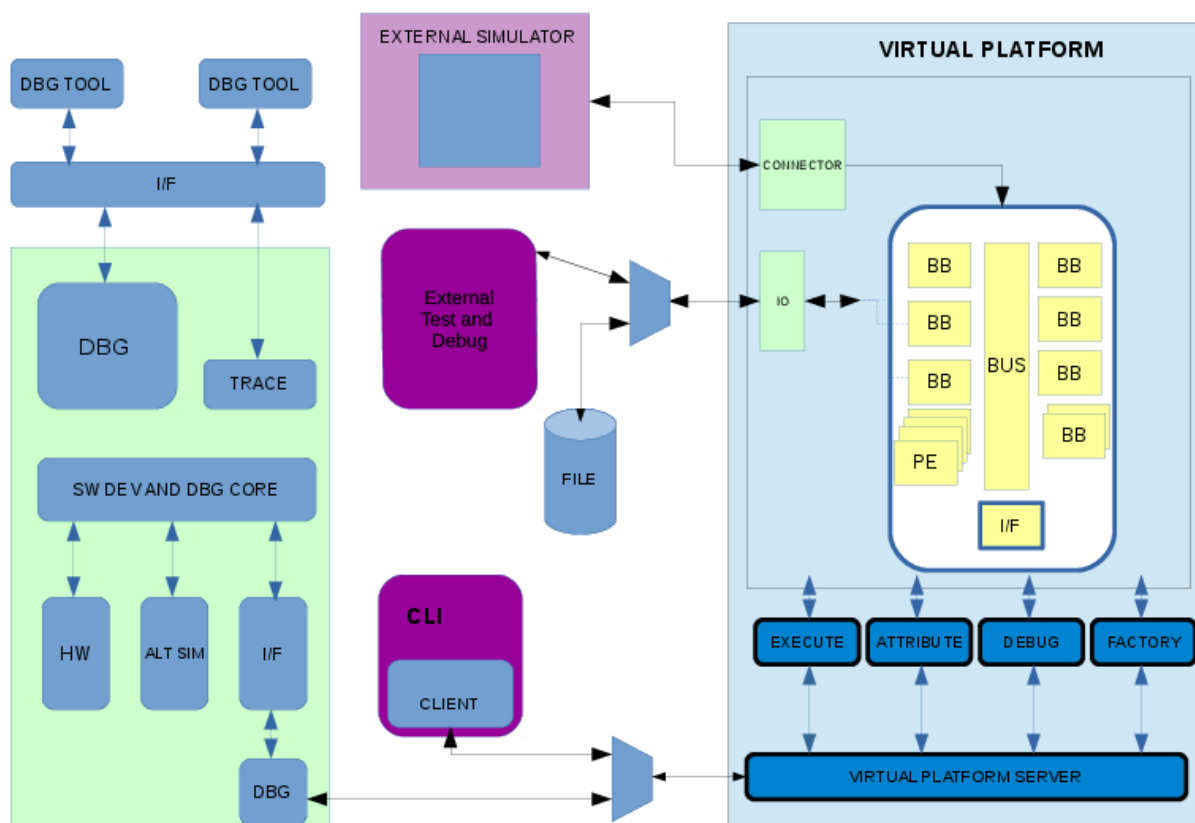 EXTERNAL SIMULATOR
VIRTUAL PLATFORM
DBG TOOL
DBG TOOL
I/F
CONNECTOR
External
Test and
Debug
IO
BB
BB
BB
BB
BB
BB
BB
BUS
PE
I/F
DBG
TRACE
SW DEV AND DBG CORE
FILE
HW
ALT SIM
I/F
CLI
CLIENT
EXECUTE
ATTRIBUTE
DEBUG
FACTORY
DBG
VIRTUAL PLATFORM SERVER